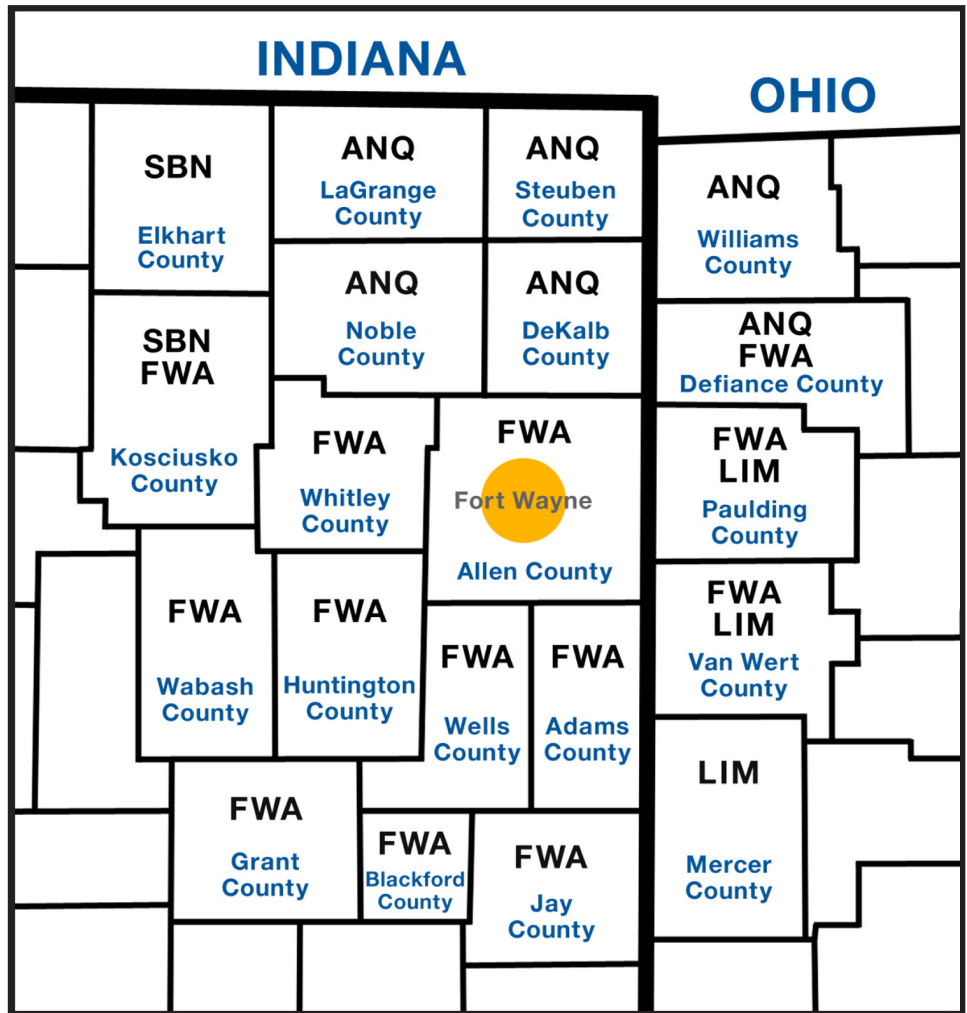 INDIANA
OHIO
SBN
Elkhart
County
ANQ
LaGrange
County
ANQ
Steuben
County
ANQ
Williams
County
SBN
FWA
Kosciusko
County
ANQ
Noble
County
ANQ
DeKalb
County
ANQ
FWA
Defiance County
FWA
Whitley
County
FWA
Fort Wayne
Allen County
FWA
LIM
Paulding
County
FWA
Wabash
County
FWA
Huntington
County
FWA
Wells
County
FWA
Adams
County
FWA
LIM
Van Wert
County
FWA
Grant
County
FWA
Blackford
County
FWA
Jay
County
LIM
Mercer
County